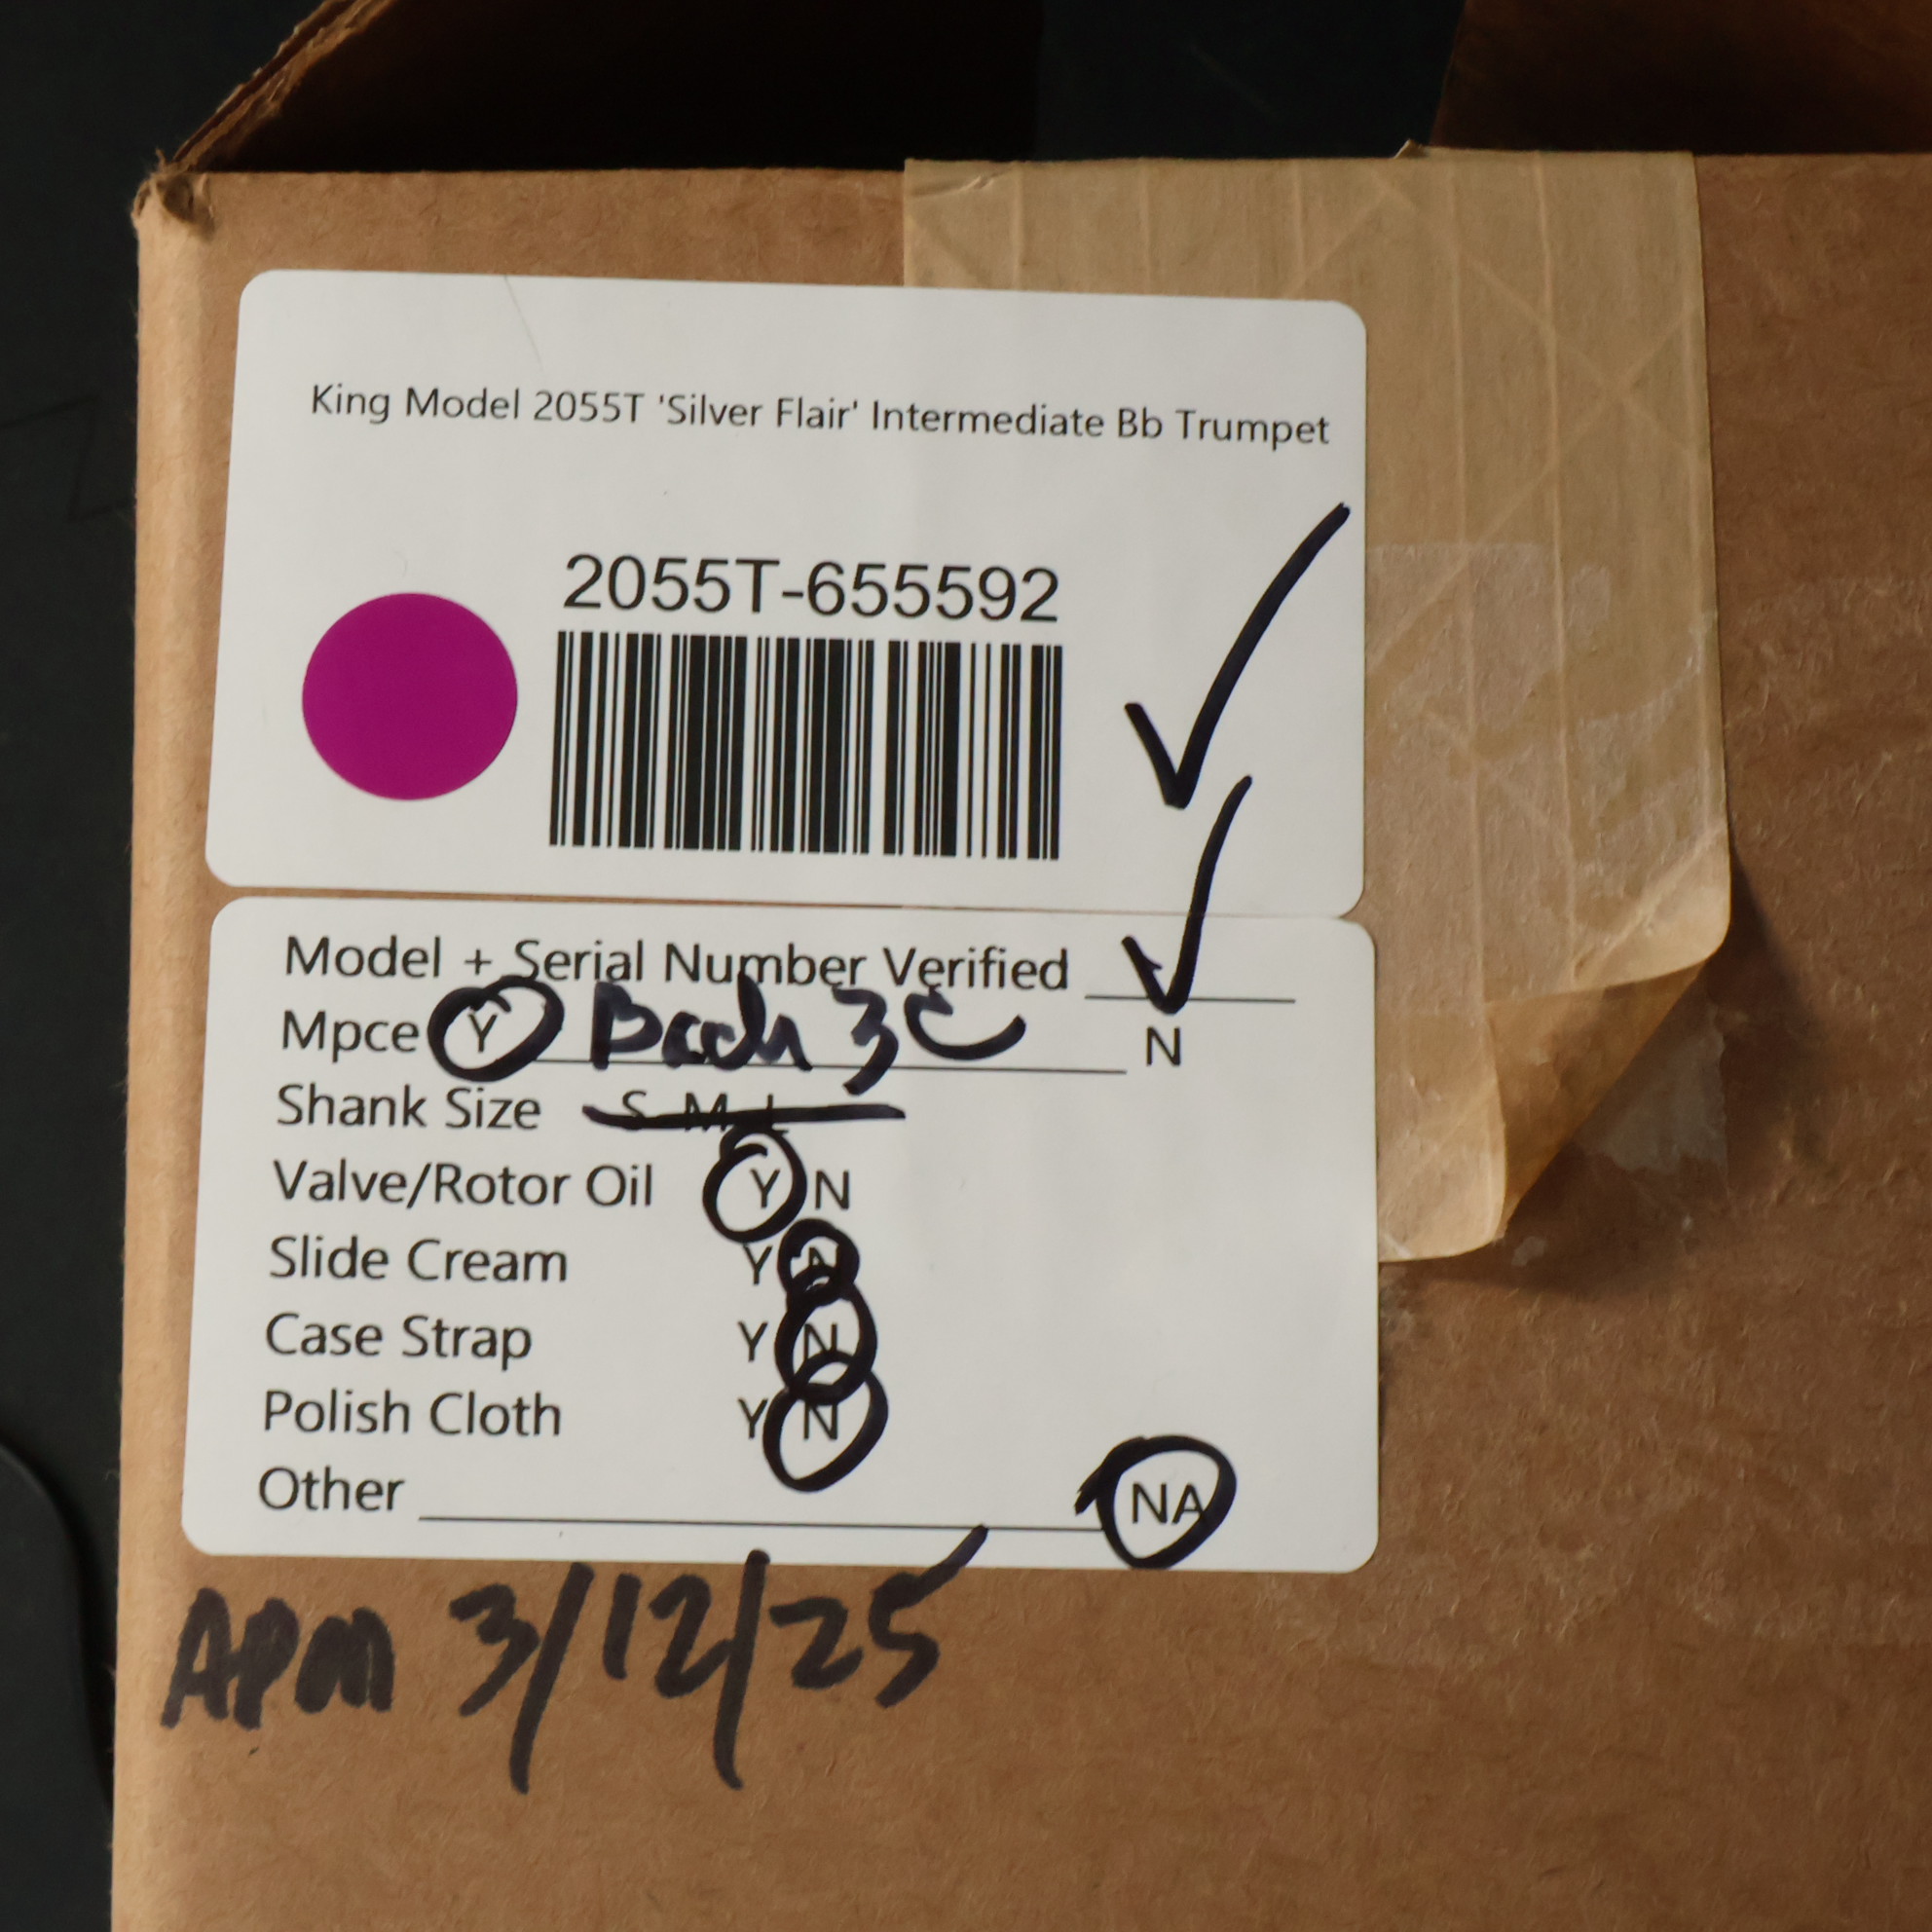 King Model 2055T 'Silver Flair' Intermediate Bb Trumpet
2055T-655592
Model + Serial Number Verified
Mpce Y Bach 3C N
Shank Size S M L
Valve/Rotor Oil Y N
Slide Cream Y N
Case Strap Y N
Polish Cloth Y N
Other NA
APM 3/12/25